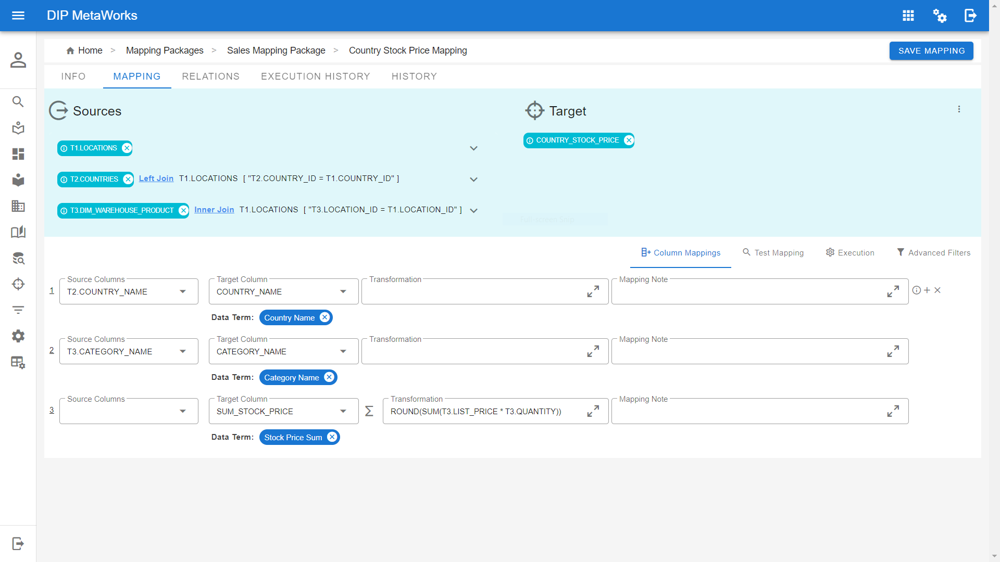 DIP MetaWorks
Home > Mapping Packages > Sales Mapping Package > Country Stock Price Mapping
SAVE MAPPING
INFO MAPPING RELATIONS EXECUTION HISTORY HISTORY
Sources
Target
T1.LOCATIONS
COUNTRY_STOCK_PRICE
T2.COUNTRIES Left Join T1.LOCATIONS [ "T2.COUNTRY_ID = T1.COUNTRY_ID" ]
T3.DIM_WAREHOUSE_PRODUCT Inner Join T1.LOCATIONS [ "T3.LOCATION_ID = T1.LOCATION_ID" ]
Full-screen Snip
Column Mappings Test Mapping Execution Advanced Filters
Source Columns Target Column Transformation Mapping Note
1 T2.COUNTRY_NAME COUNTRY_NAME
Data Term: Country Name
Source Columns Target Column Transformation Mapping Note
2 T3.CATEGORY_NAME CATEGORY_NAME
Data Term: Category Name
Source Columns Target Column Transformation Mapping Note
3 SUM_STOCK_PRICE Σ ROUND(SUM(T3.LIST_PRICE * T3.QUANTITY))
Data Term: Stock Price Sum